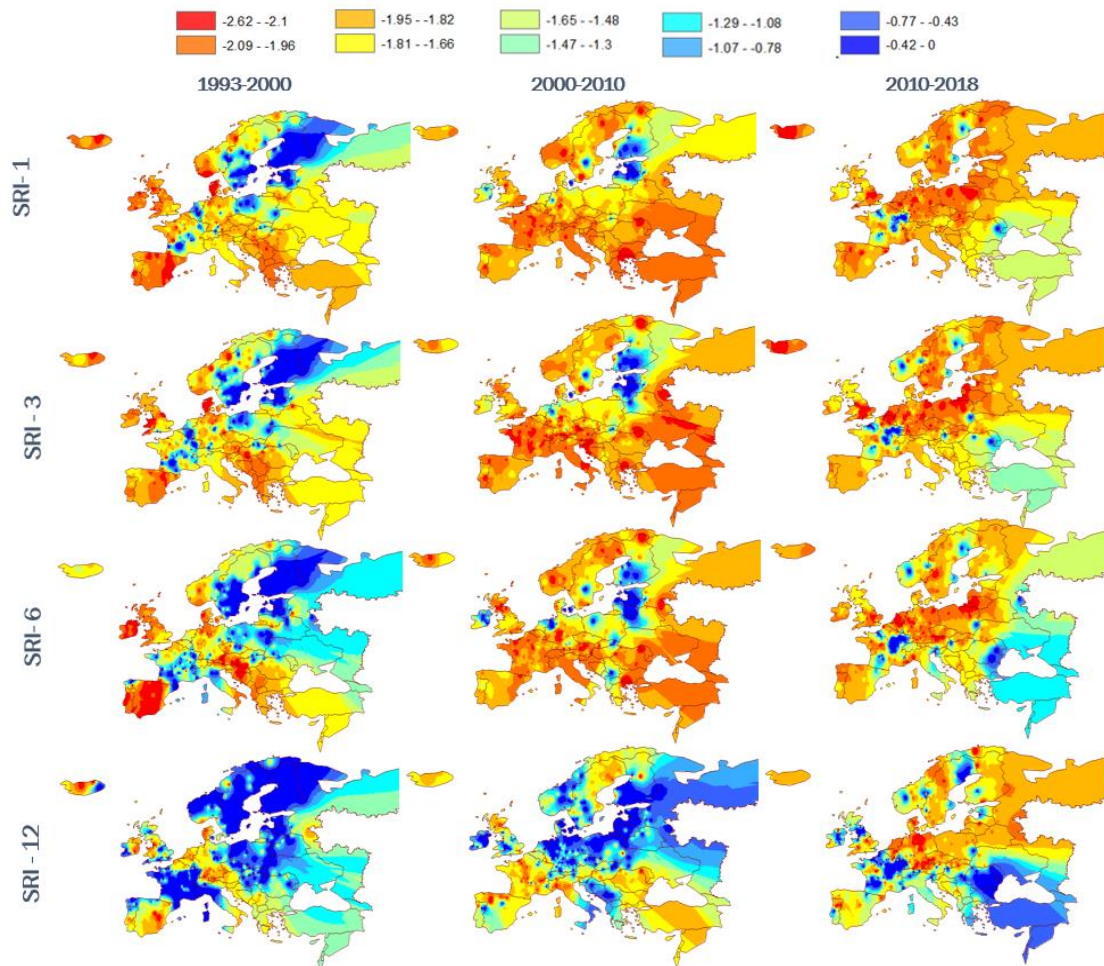 -2.62 - -2.1 -1.95 - -1.82 -1.65 - -1.48 -1.29 - -1.08 -0.77 - -0.43
-2.09 - -1.96 -1.81 - -1.66 -1.47 - -1.3 -1.07 - -0.78 -0.42 - 0
1993-2000 2000-2010 2010-2018
SRI- 1
SRI - 3
SRI- 6
SRI - 12